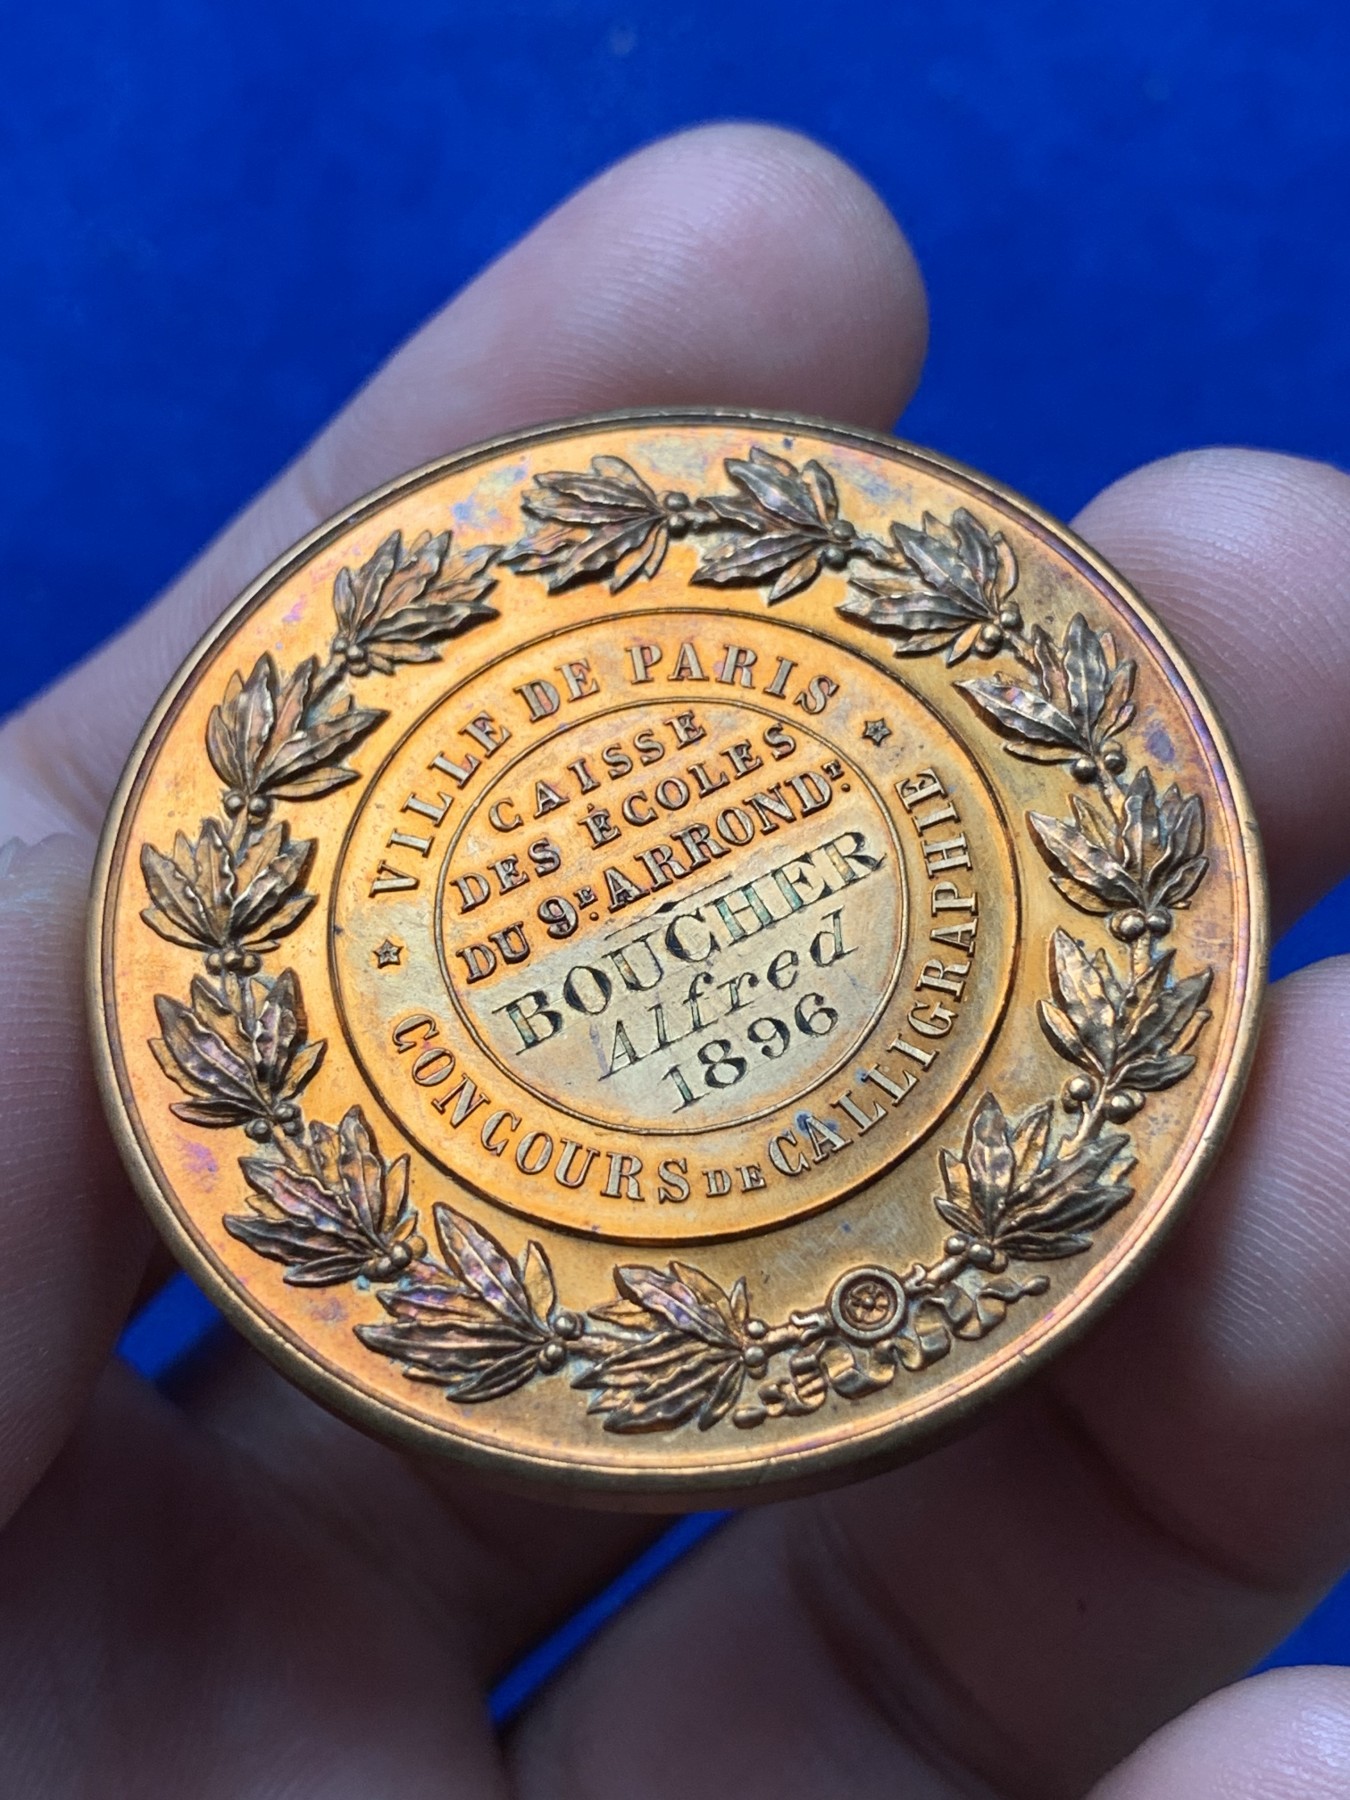 VILLE DE PARIS
CAISSE
DES ÉCOLES
DU 9E. ARRONDT.
BOUCHER
Alfred
1896
CONCOURS DE CALLIGRAPHIE